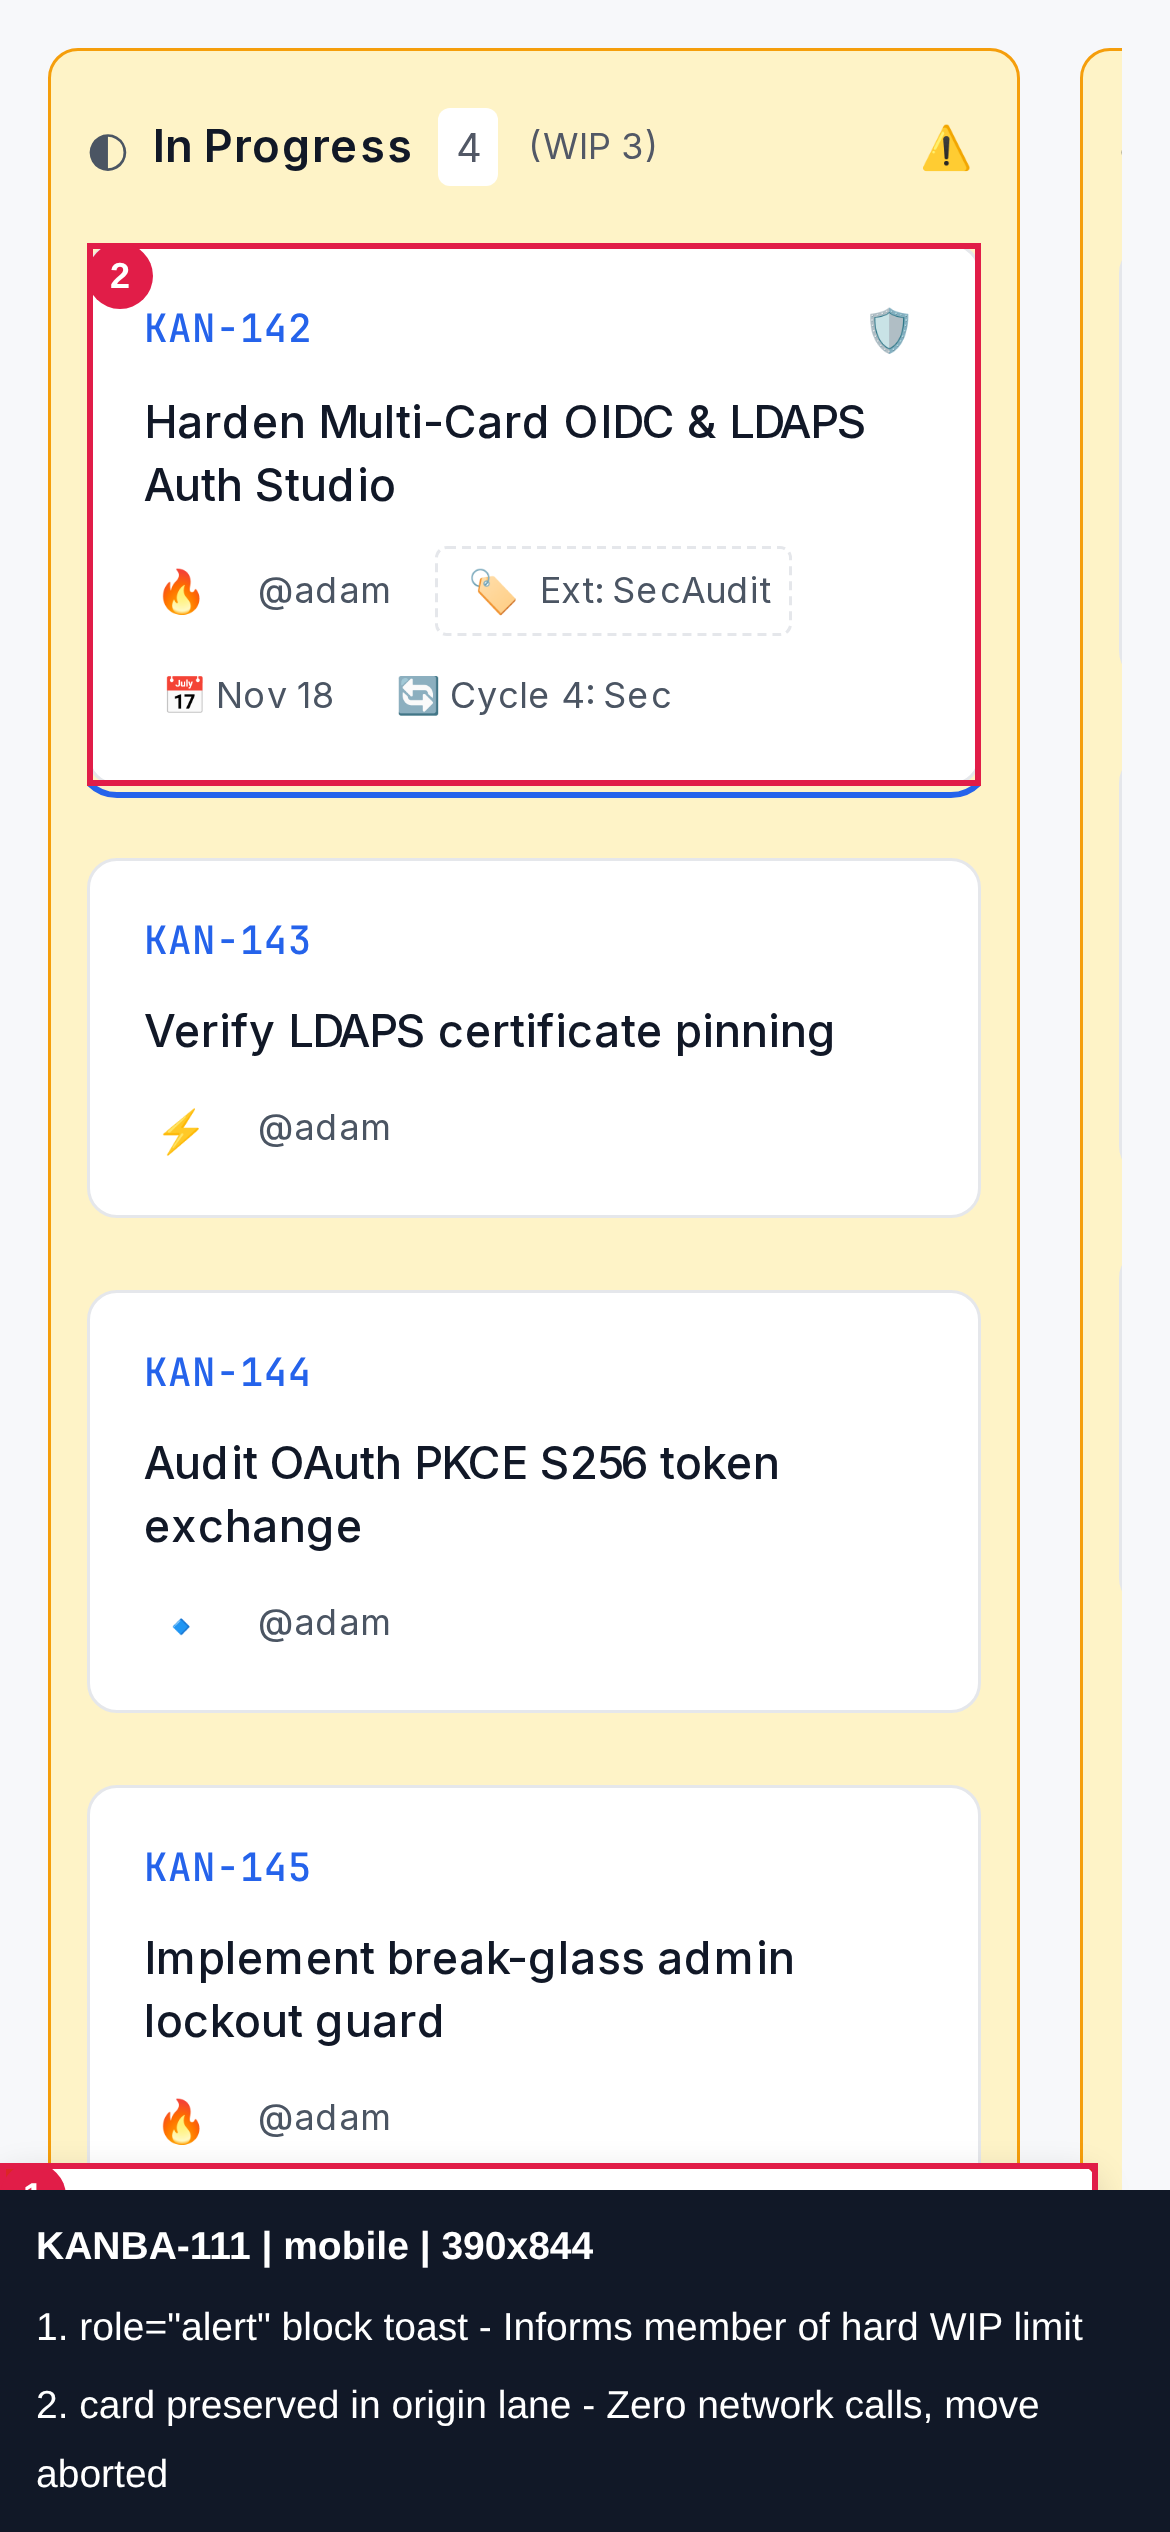 In Progress 4 (WIP 3)
2
KAN-142
Harden Multi-Card OIDC & LDAPS
Auth Studio
@adam Ext: SecAudit
July 17 Nov 18 Cycle 4: Sec
KAN-143
Verify LDAPS certificate pinning
@adam
KAN-144
Audit OAuth PKCE S256 token
exchange
@adam
KAN-145
Implement break-glass admin
lockout guard
@adam
1
KANBA-111 | mobile | 390x844
1. role="alert" block toast - Informs member of hard WIP limit
2. card preserved in origin lane - Zero network calls, move
aborted